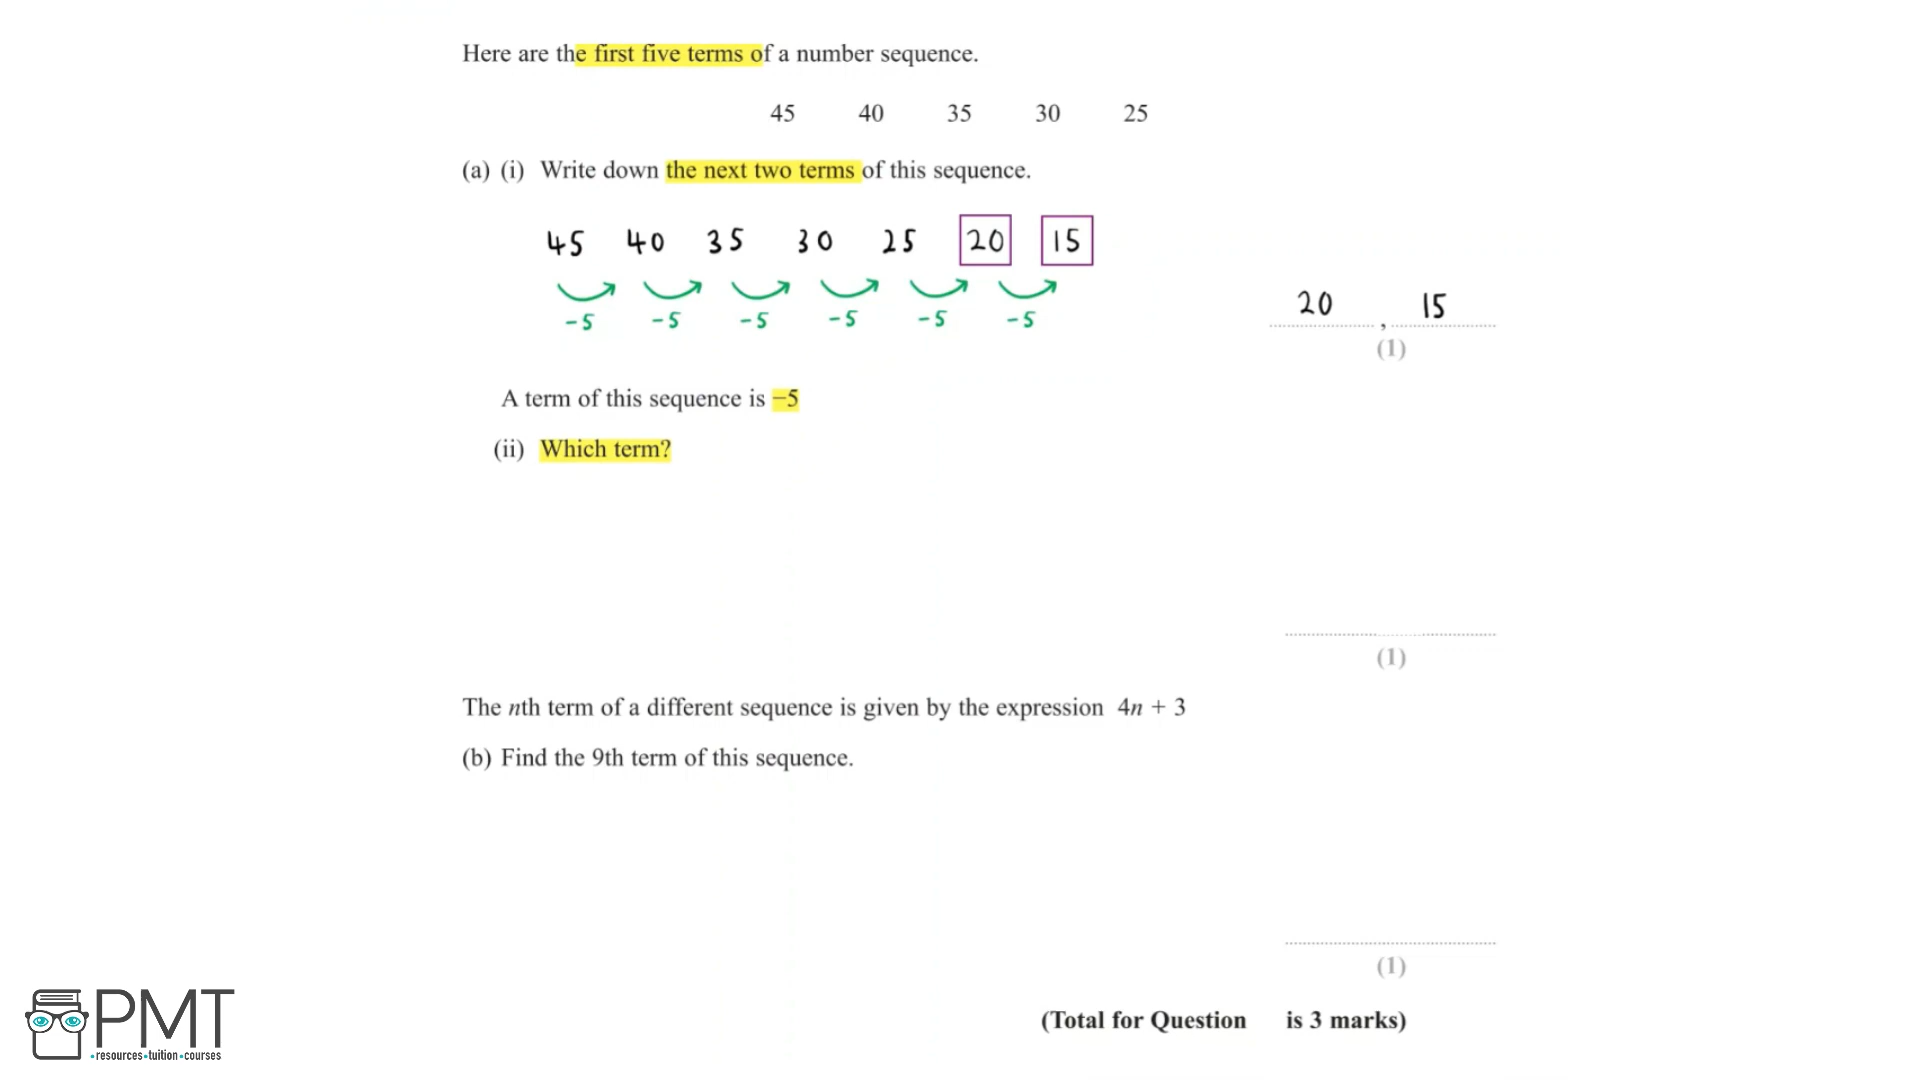 Here are the first five terms of a number sequence.
45 40 35 30 25
(a) (i) Write down the next two terms of this sequence.
45 40 35 30 25 20 15
-5 -5 -5 -5 -5 -5
20 , 15
(1)
A term of this sequence is −5
(ii) Which term?
(1)
The nth term of a different sequence is given by the expression 4n + 3
(b) Find the 9th term of this sequence.
(1)
(Total for Question is 3 marks)
PMT
•resources•tuition•courses